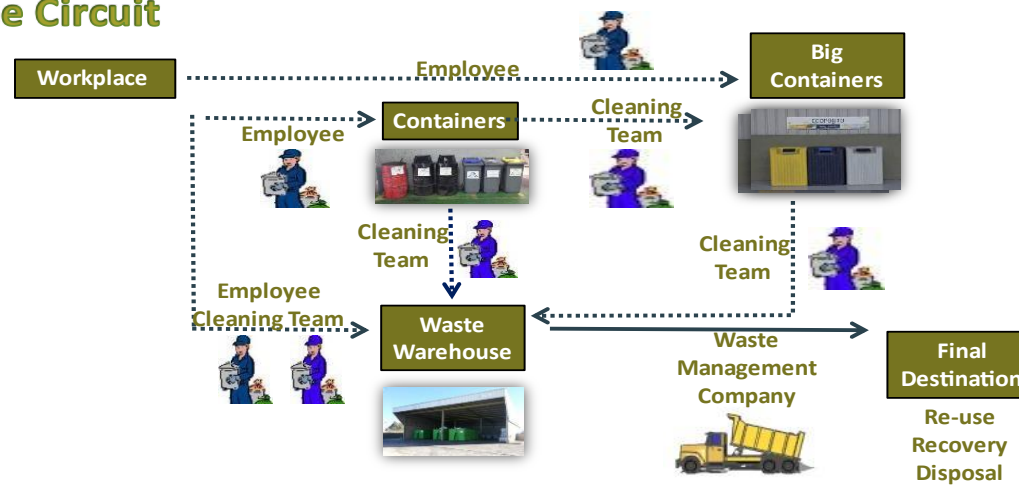 e Circuit
Workplace
Employee
Big
Containers
Employee
Containers
Cleaning
Team
Cleaning
Team
Cleaning
Team
Employee
Cleaning Team
Waste
Warehouse
Waste
Management
Company
Final
Destination
Re-use
Recovery
Disposal